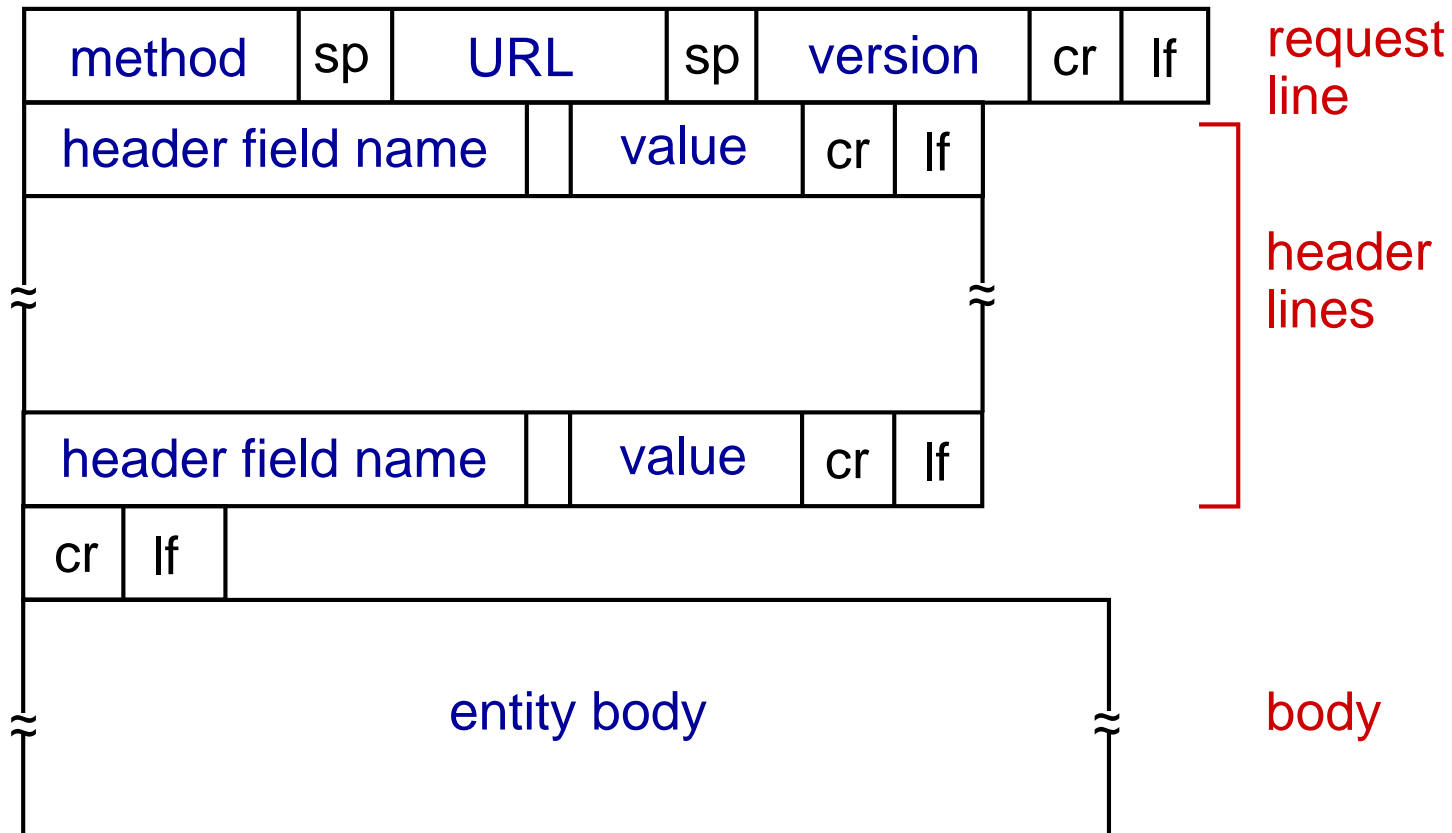 method sp URL sp version cr lf
request
line
header field name value cr lf
header
lines
header field name value cr lf
cr lf
entity body
body